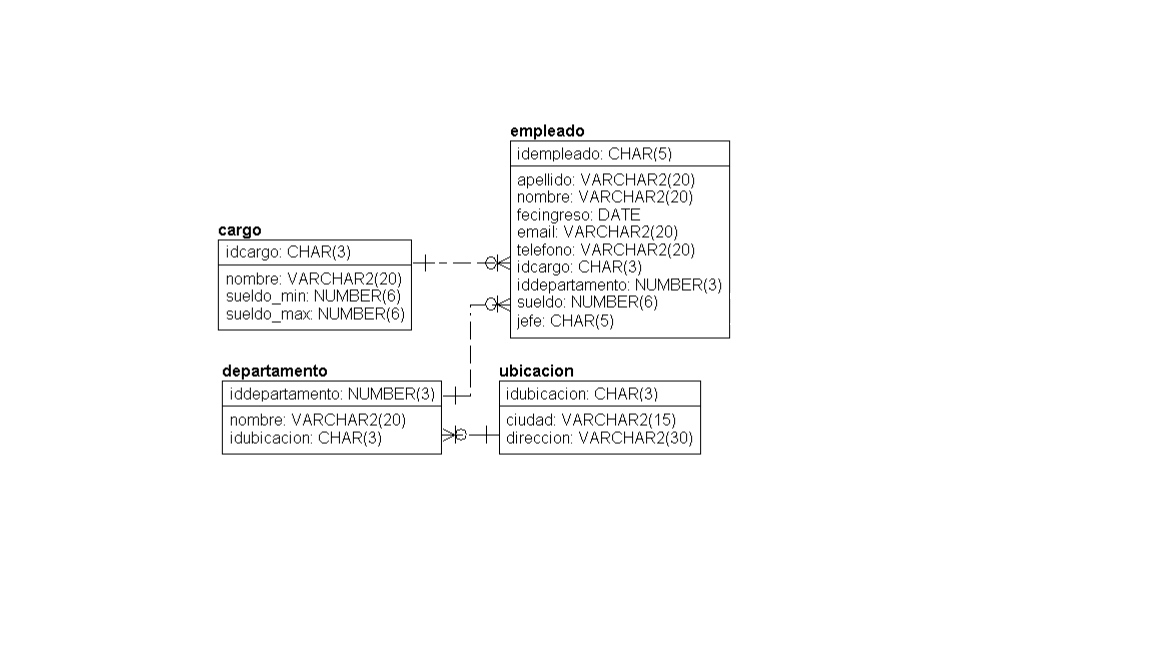 empleado
idempleado: CHAR(5)
apellido: VARCHAR2(20)
nombre: VARCHAR2(20)
fecingreso: DATE
email: VARCHAR2(20)
telefono: VARCHAR2(20)
idcargo: CHAR(3)
iddepartamento: NUMBER(3)
sueldo: NUMBER(6)
jefe: CHAR(5)
cargo
idcargo: CHAR(3)
nombre: VARCHAR2(20)
sueldo_min: NUMBER(6)
sueldo_max: NUMBER(6)
departamento
iddepartamento: NUMBER(3)
nombre: VARCHAR2(20)
idubicacion: CHAR(3)
ubicacion
idubicacion: CHAR(3)
ciudad: VARCHAR2(15)
direccion: VARCHAR2(30)